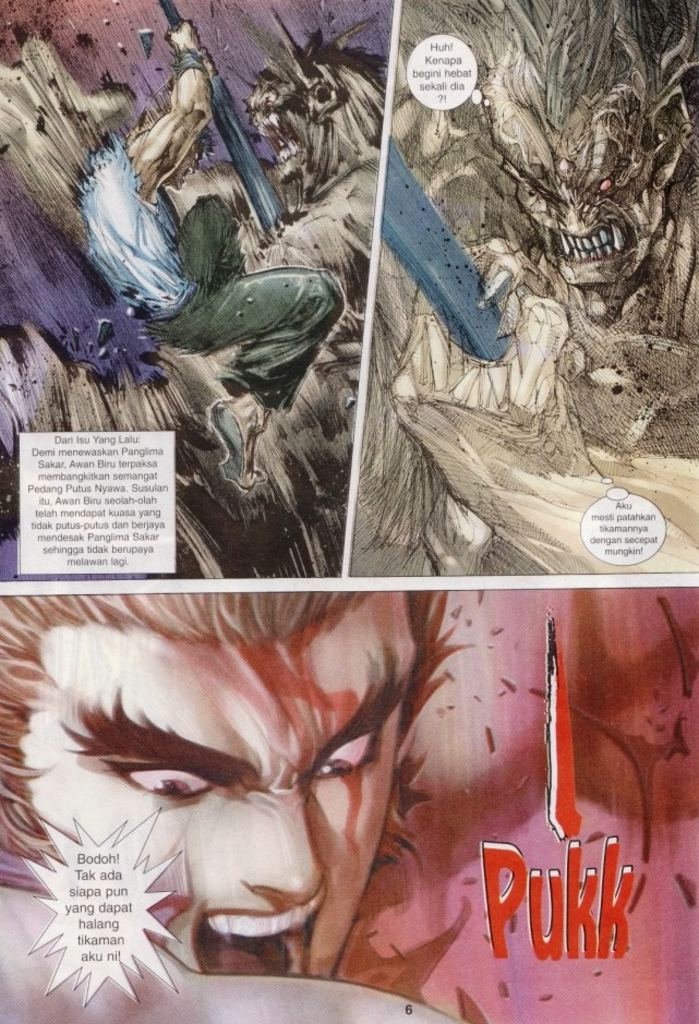 Huh!
Kenapa
begini hebat
sekali dia
?!
Dari Isu Yang Lalu:
Demi menewaskan Panglima
Sakar, Awan Biru terpaksa
membangkitkan semangat
Pedang Putus Nyawa. Susulan
itu, Awan Biru seolah-olah
telah mendapat kuasa yang
tidak putus-putus dan berjaya
mendesak Panglima Sakar
sehingga tidak berupaya
melawan lagi.
Aku
mesti patahkan
tikamannya
dengan secepat
mungkin!
Bodoh!
Tak ada
siapa pun
yang dapat
halang
tikaman
aku ni!
Pukk
6